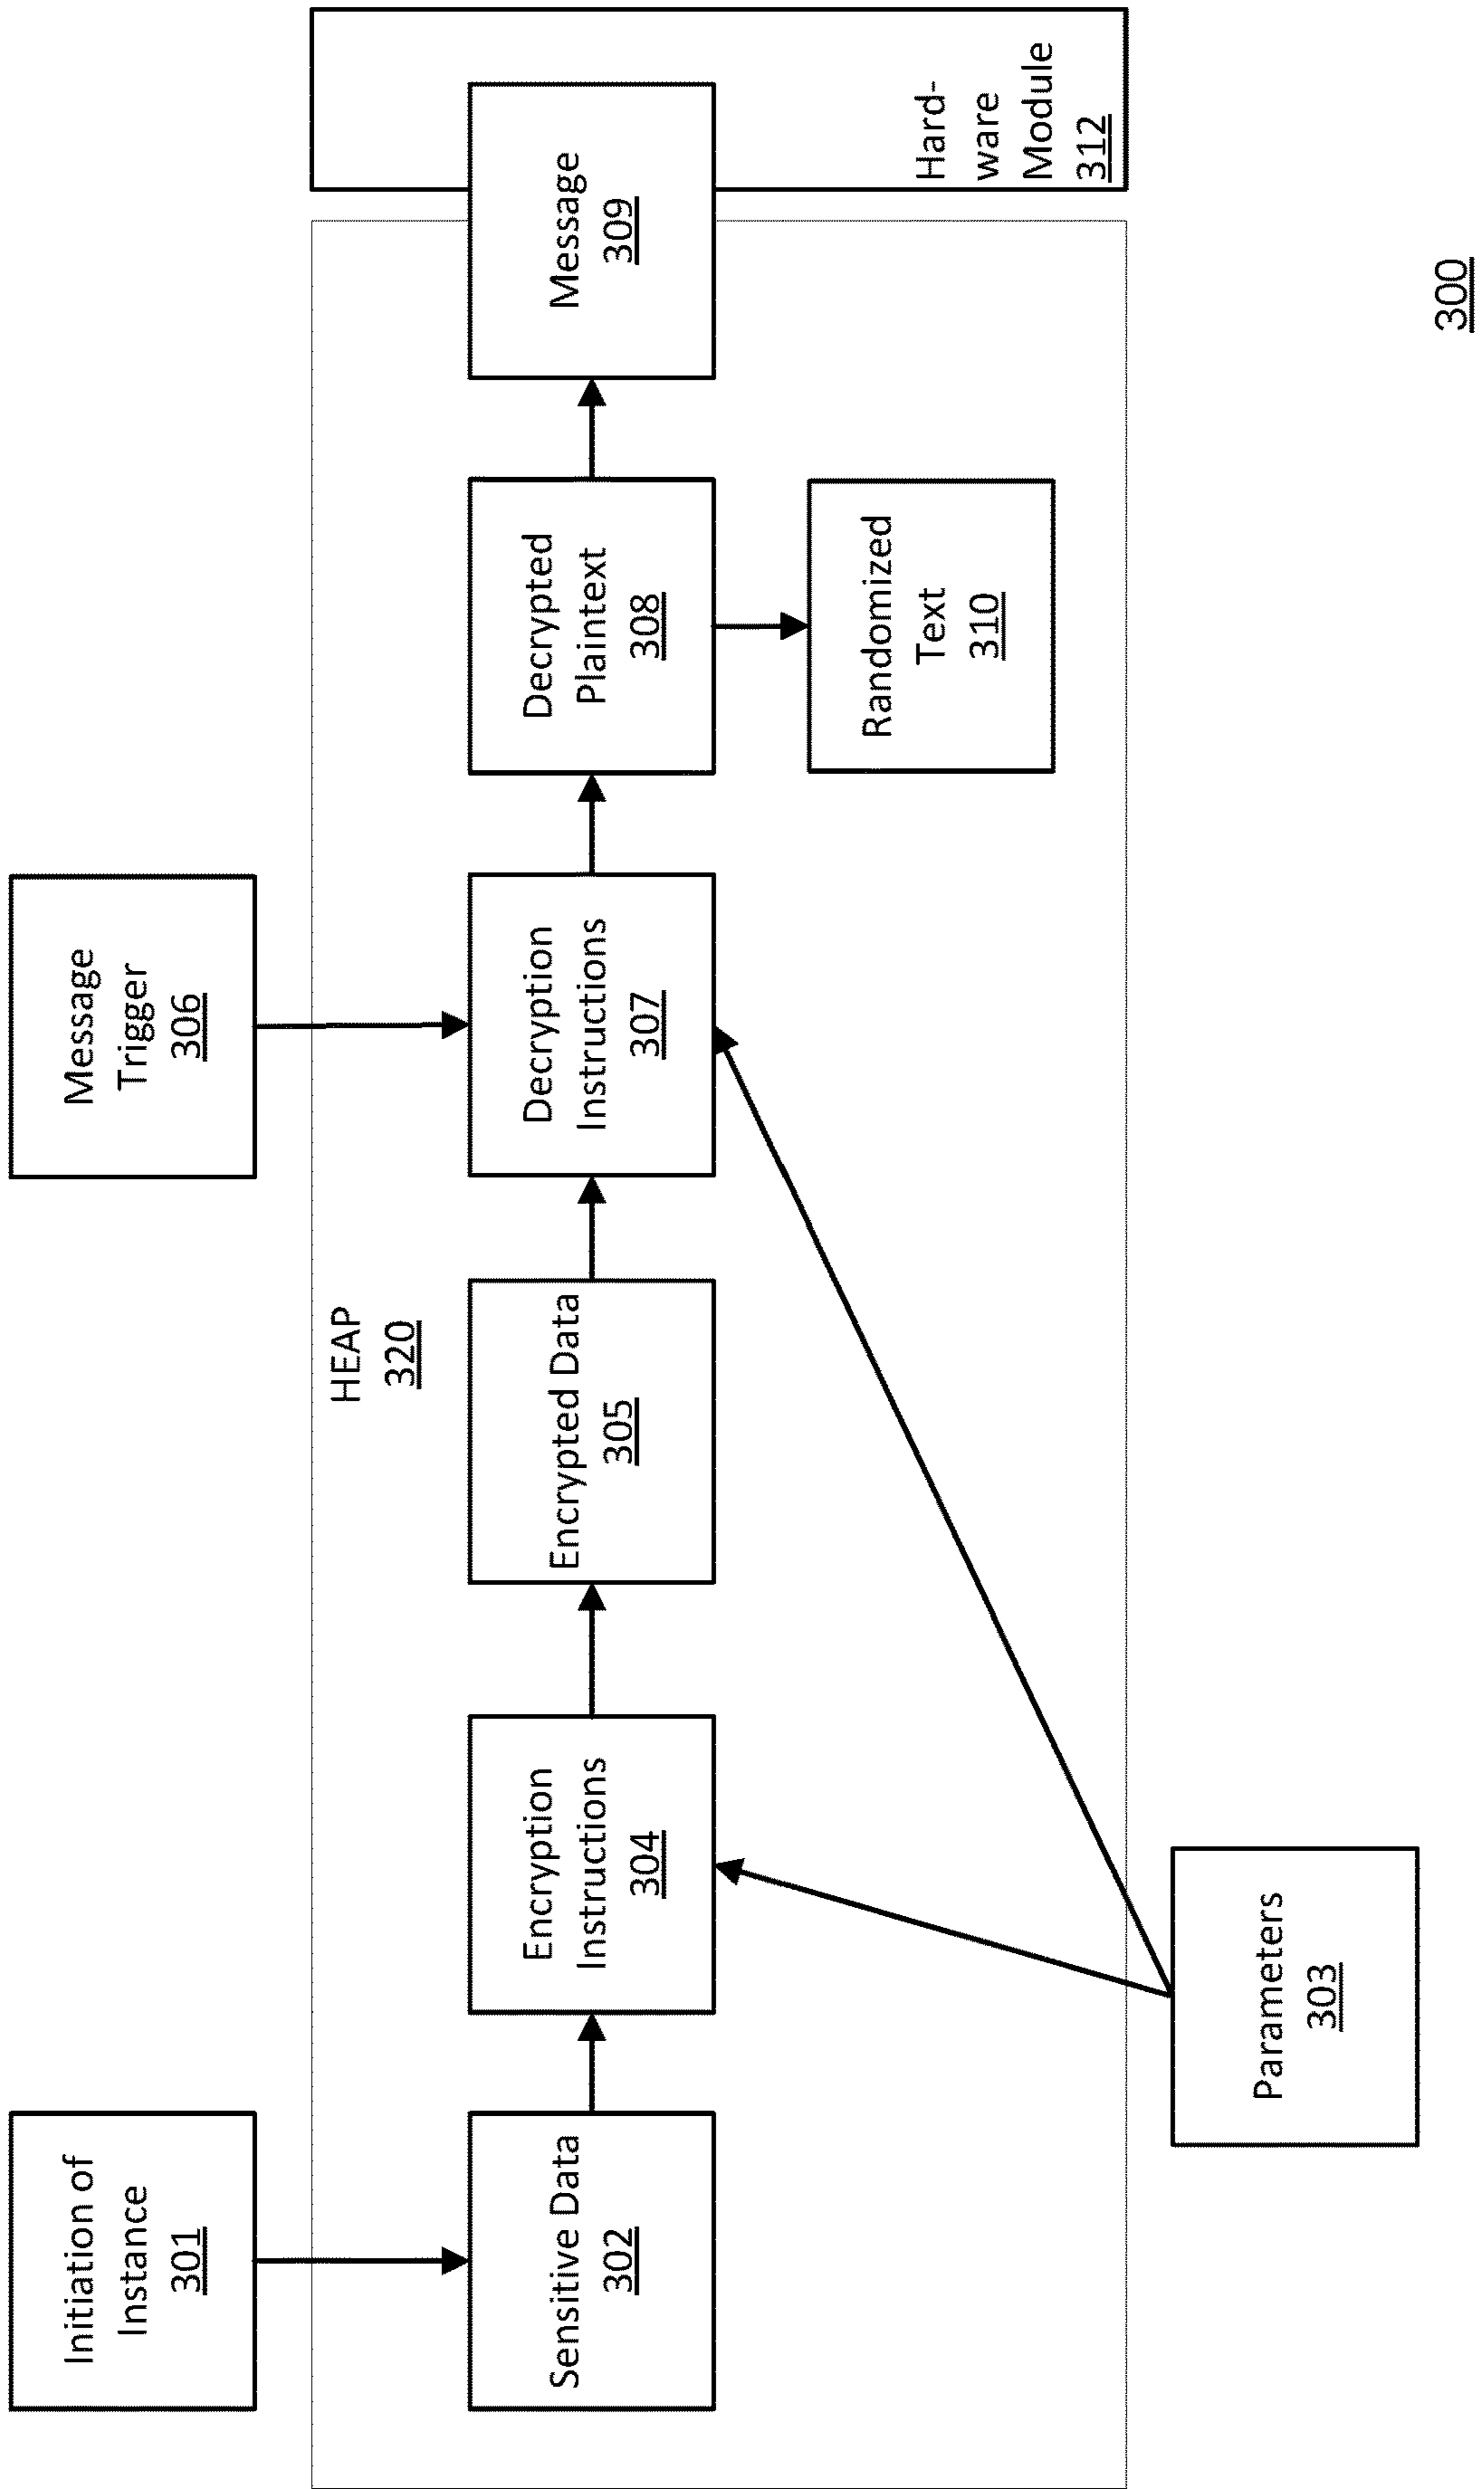 Initiation of
Instance
301
Message
Trigger
306
HEAP
320
Sensitive Data
302
Encryption
Instructions
304
Encrypted Data
305
Decryption
Instructions
307
Decrypted
Plaintext
308
Message
309
Randomized
Text
310
Hard-
ware
Module
312
Parameters
303
300